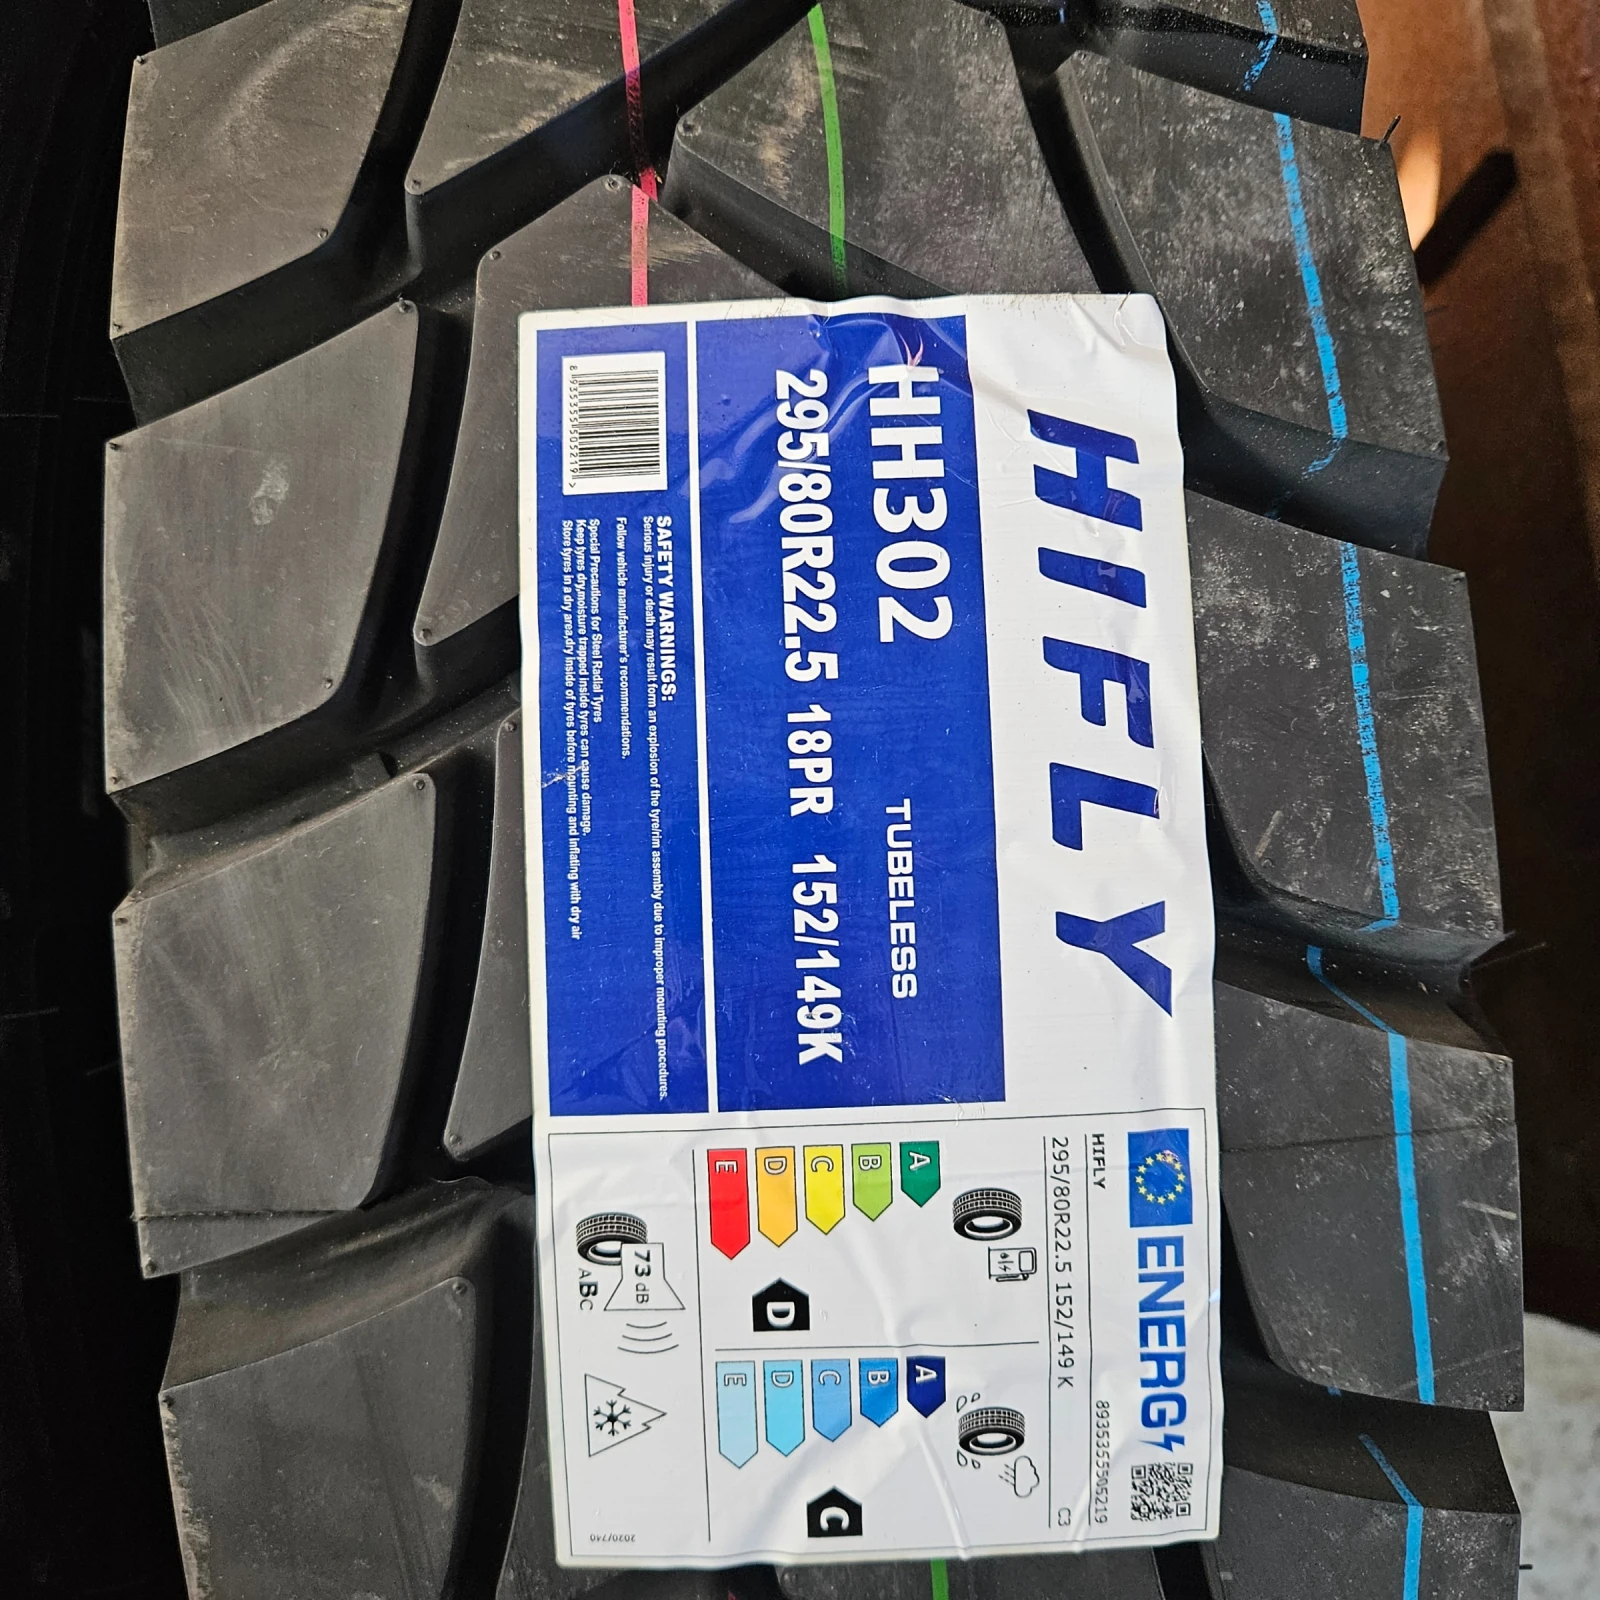 HIFLY
HH302
TUBELESS
295/80R22.5 18PR 152/149K
SAFETY WARNINGS:
Serious injury or death may result form an explosion of the tyre/rim assembly due to improper mounting procedures.
Follow vehicle manufacturer's recommendations.
Special Precautions for Steel Radial Tyres
Keep tyres dry,moisture trapped inside tyres can cause damage.
Store tyres in a dry area,dry inside of tyres before mounting and inflating with dry air
8935355505219>
ENERG
HIFLY
8935355505219
295/80R22.5 152/149 K
C3
A
B
C
D
E
D
A
B
C
D
E
C
73 dB
ABC
2020/740